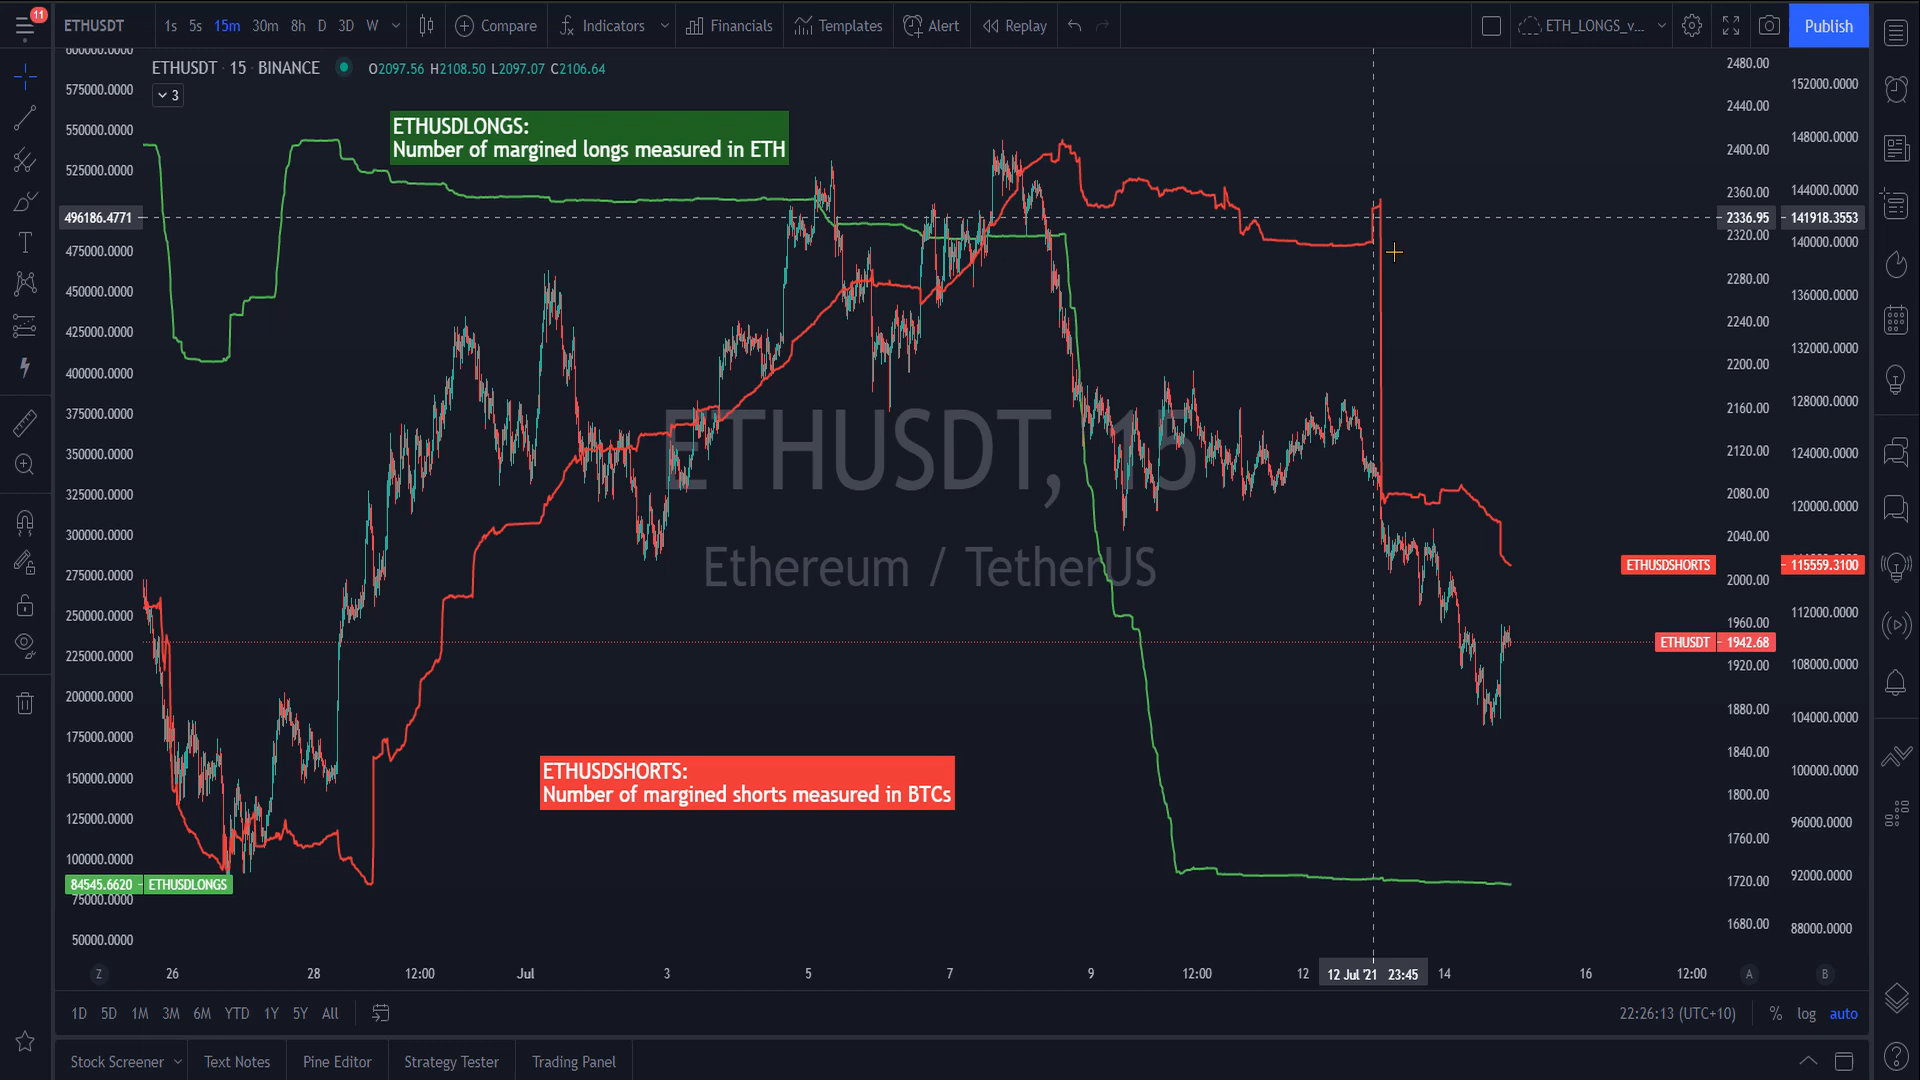 11
ETHUSDT
1s 5s 15m 30m 8h D 3D W
Compare
Indicators
Financials
Templates
Alert
Replay
ETH_LONGS_v...
Publish
ETHUSDT · 15 · BINANCE
O2097.56 H2108.50 L2097.07 C2106.64
3
ETHUSDLONGS:
Number of margined longs measured in ETH
ETHUSDSHORTS:
Number of margined shorts measured in BTCs
ETHUSDT, 15
Ethereum / TetherUS
600000.0000
575000.0000
550000.0000
525000.0000
496186.4771
475000.0000
450000.0000
425000.0000
400000.0000
375000.0000
350000.0000
325000.0000
300000.0000
275000.0000
250000.0000
225000.0000
200000.0000
175000.0000
150000.0000
125000.0000
100000.0000
84545.6620 ETHUSDLONGS
75000.0000
50000.0000
2480.00
2440.00
2400.00
2360.00
2336.95
2320.00
2280.00
2240.00
2200.00
2160.00
2120.00
2080.00
2040.00
2000.00
1960.00
ETHUSDT 1942.68
1920.00
1880.00
1840.00
1800.00
1760.00
1720.00
1680.00
152000.0000
148000.0000
144000.0000
141918.3553
140000.0000
136000.0000
132000.0000
128000.0000
124000.0000
120000.0000
ETHUSDSHORTS 115559.3100
112000.0000
108000.0000
104000.0000
100000.0000
96000.0000
92000.0000
88000.0000
Z 26 28 12:00 Jul 3 5 7 9 12:00 12 12 Jul '21 23:45 14 16 12:00 A B
1D 5D 1M 3M 6M YTD 1Y 5Y All
22:26:13 (UTC+10) % log auto
Stock Screener Text Notes Pine Editor Strategy Tester Trading Panel